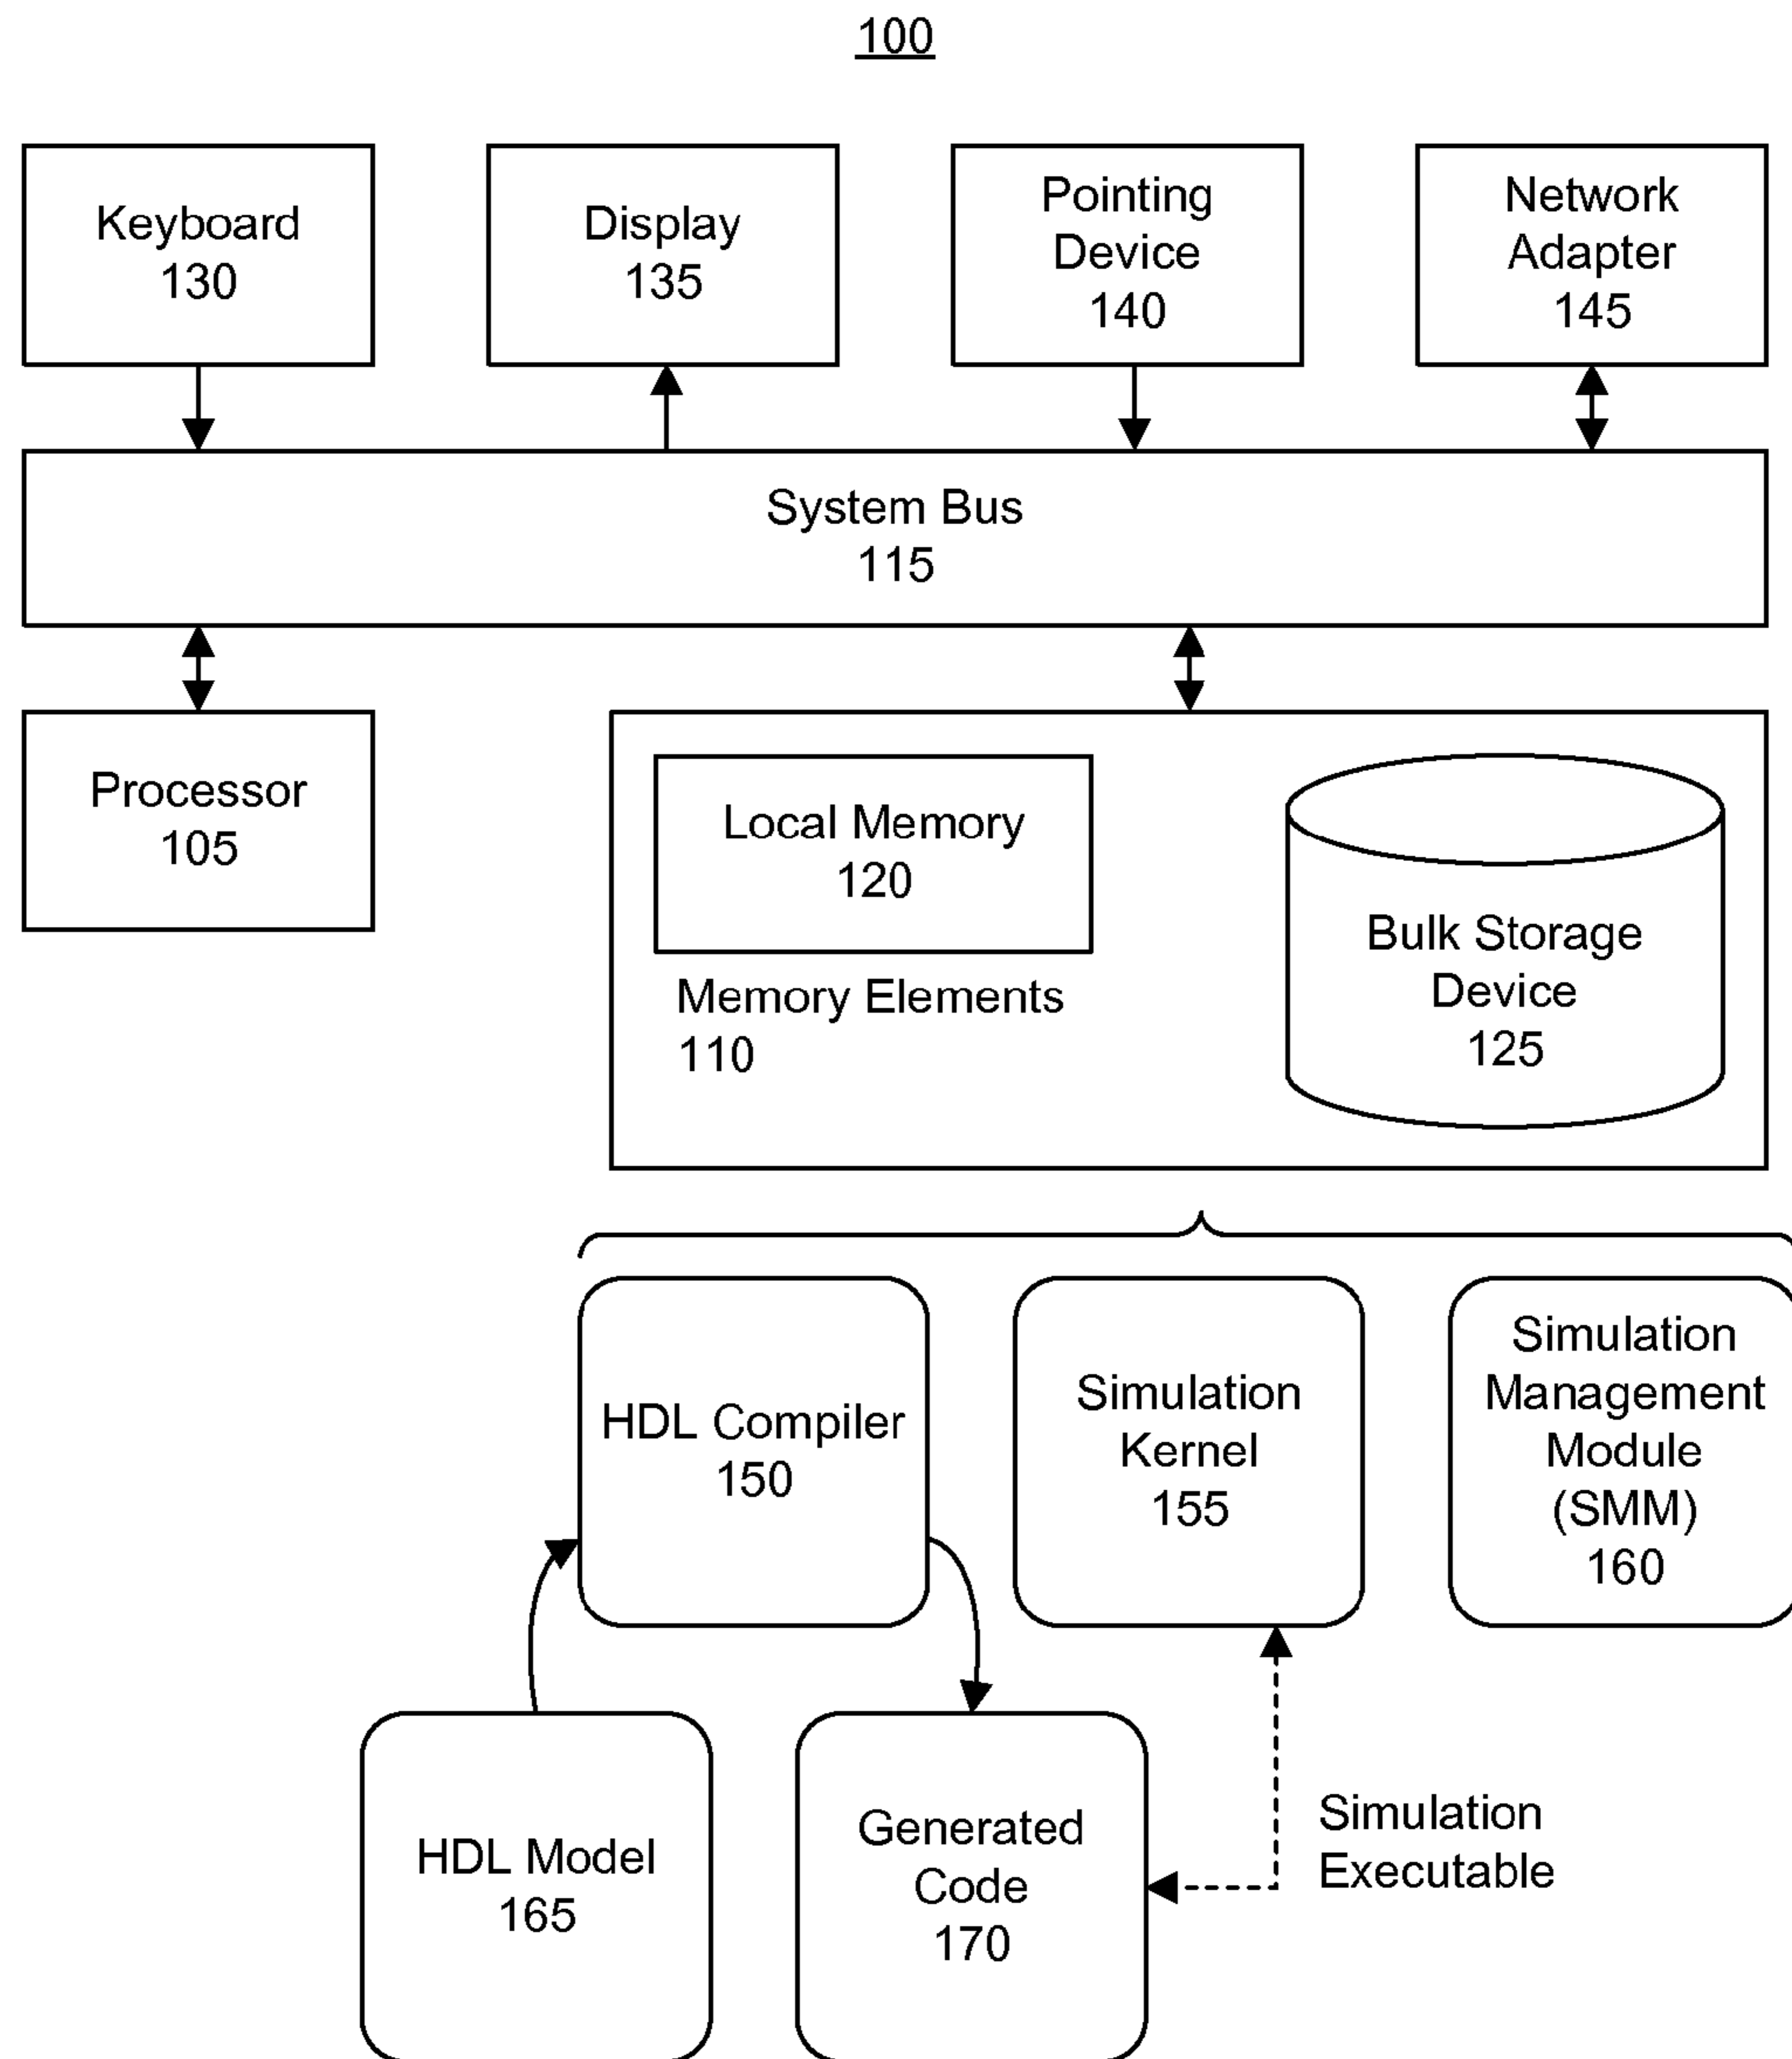 100
Keyboard
130
Display
135
Pointing
Device
140
Network
Adapter
145
System Bus
115
Processor
105
Local Memory
120
Memory Elements
110
Bulk Storage
Device
125
HDL Compiler
150
Simulation
Kernel
155
Simulation
Management
Module
(SMM)
160
HDL Model
165
Generated
Code
170
Simulation
Executable